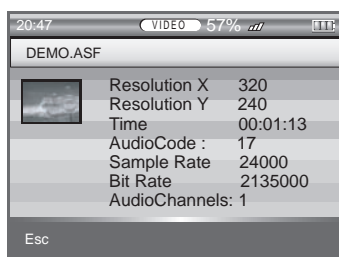 20:47 VIDEO 57%
DEMO.ASF
Resolution X 320
Resolution Y 240
Time 00:01:13
AudioCode : 17
Sample Rate 24000
Bit Rate 2135000
AudioChannels: 1
Esc